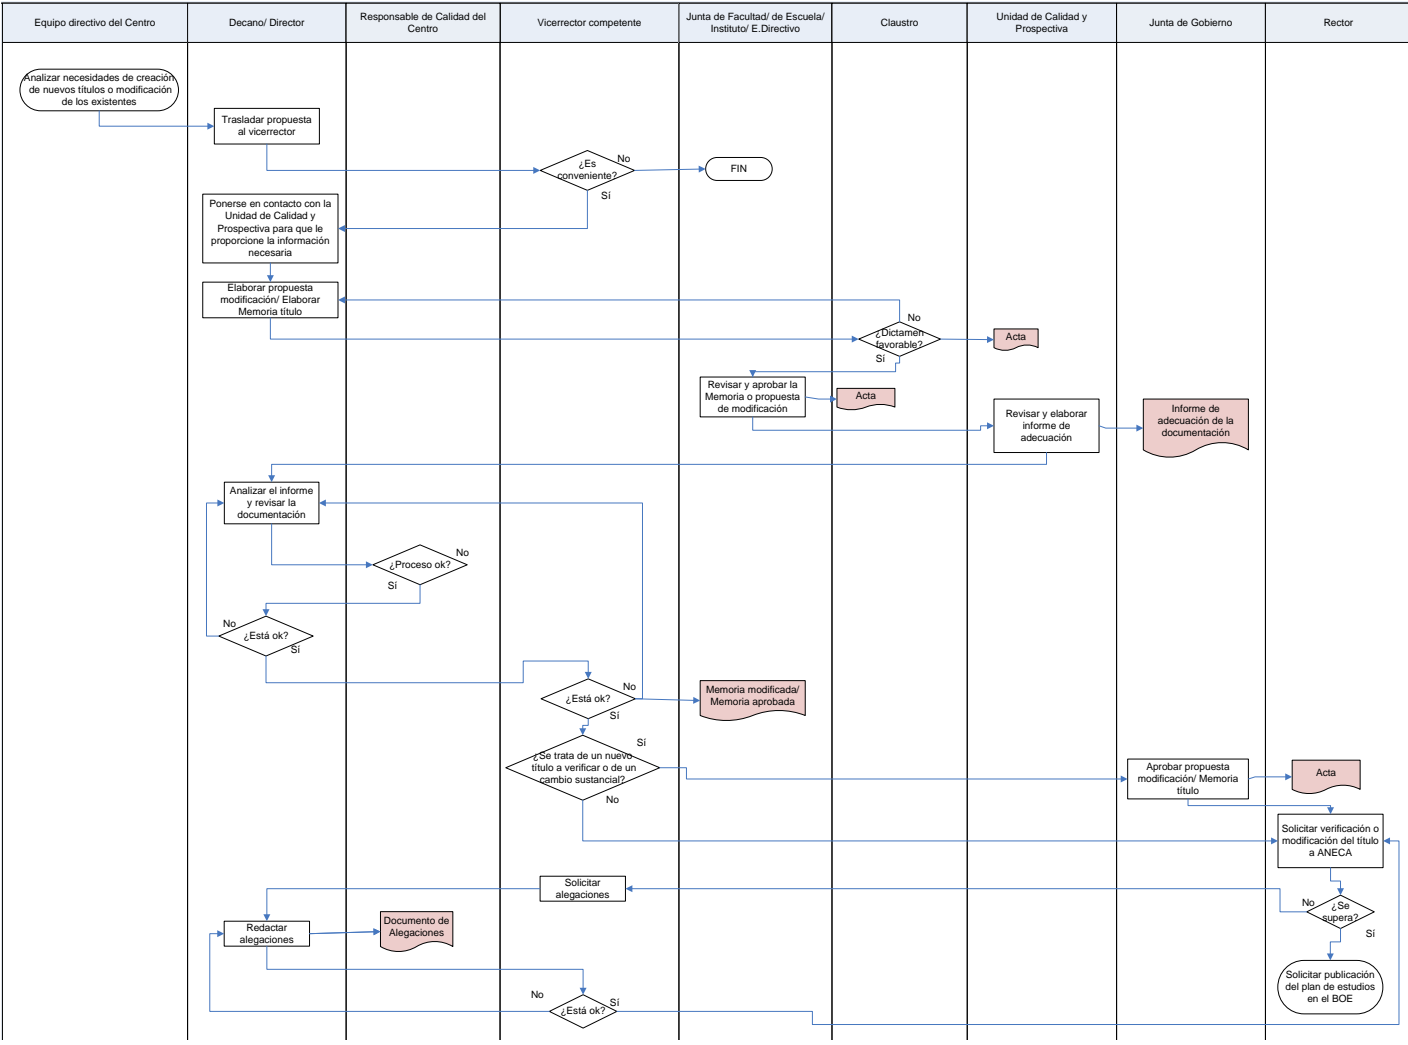 Equipo directivo del Centro
Decano/ Director
Responsable de Calidad del
Centro
Vicerrector competente
Junta de Facultad/ de Escuela/
Instituto/ E.Directivo
Claustro
Unidad de Calidad y
Prospectiva
Junta de Gobierno
Rector
Analizar necesidades de creación
de nuevos títulos o modificación
de los existentes
Trasladar propuesta
al vicerrector
¿Es
conveniente?
No
Sí
FIN
Ponerse en contacto con la
Unidad de Calidad y
Prospectiva para que le
proporcione la información
necesaria
Elaborar propuesta
modificación/ Elaborar
Memoria título
No
¿Dictamen
favorable?
Sí
Acta
Revisar y aprobar la
Memoria o propuesta
de modificación
Acta
Revisar y elaborar
informe de
adecuación
Informe de
adecuación de la
documentación
Analizar el informe
y revisar la
documentación
No
¿Proceso ok?
Sí
No
¿Está ok?
Sí
No
¿Está ok?
Sí
Memoria modificada/
Memoria aprobada
Sí
¿Se trata de un nuevo
título a verificar o de un
cambio sustancial?
No
Aprobar propuesta
modificación/ Memoria
título
Acta
Solicitar verificación o
modificación del título
a ANECA
Solicitar
alegaciones
No
¿Se
supera?
Sí
Redactar
alegaciones
Documento de
Alegaciones
Solicitar publicación
del plan de estudios
en el BOE
No
¿Está ok?
Sí